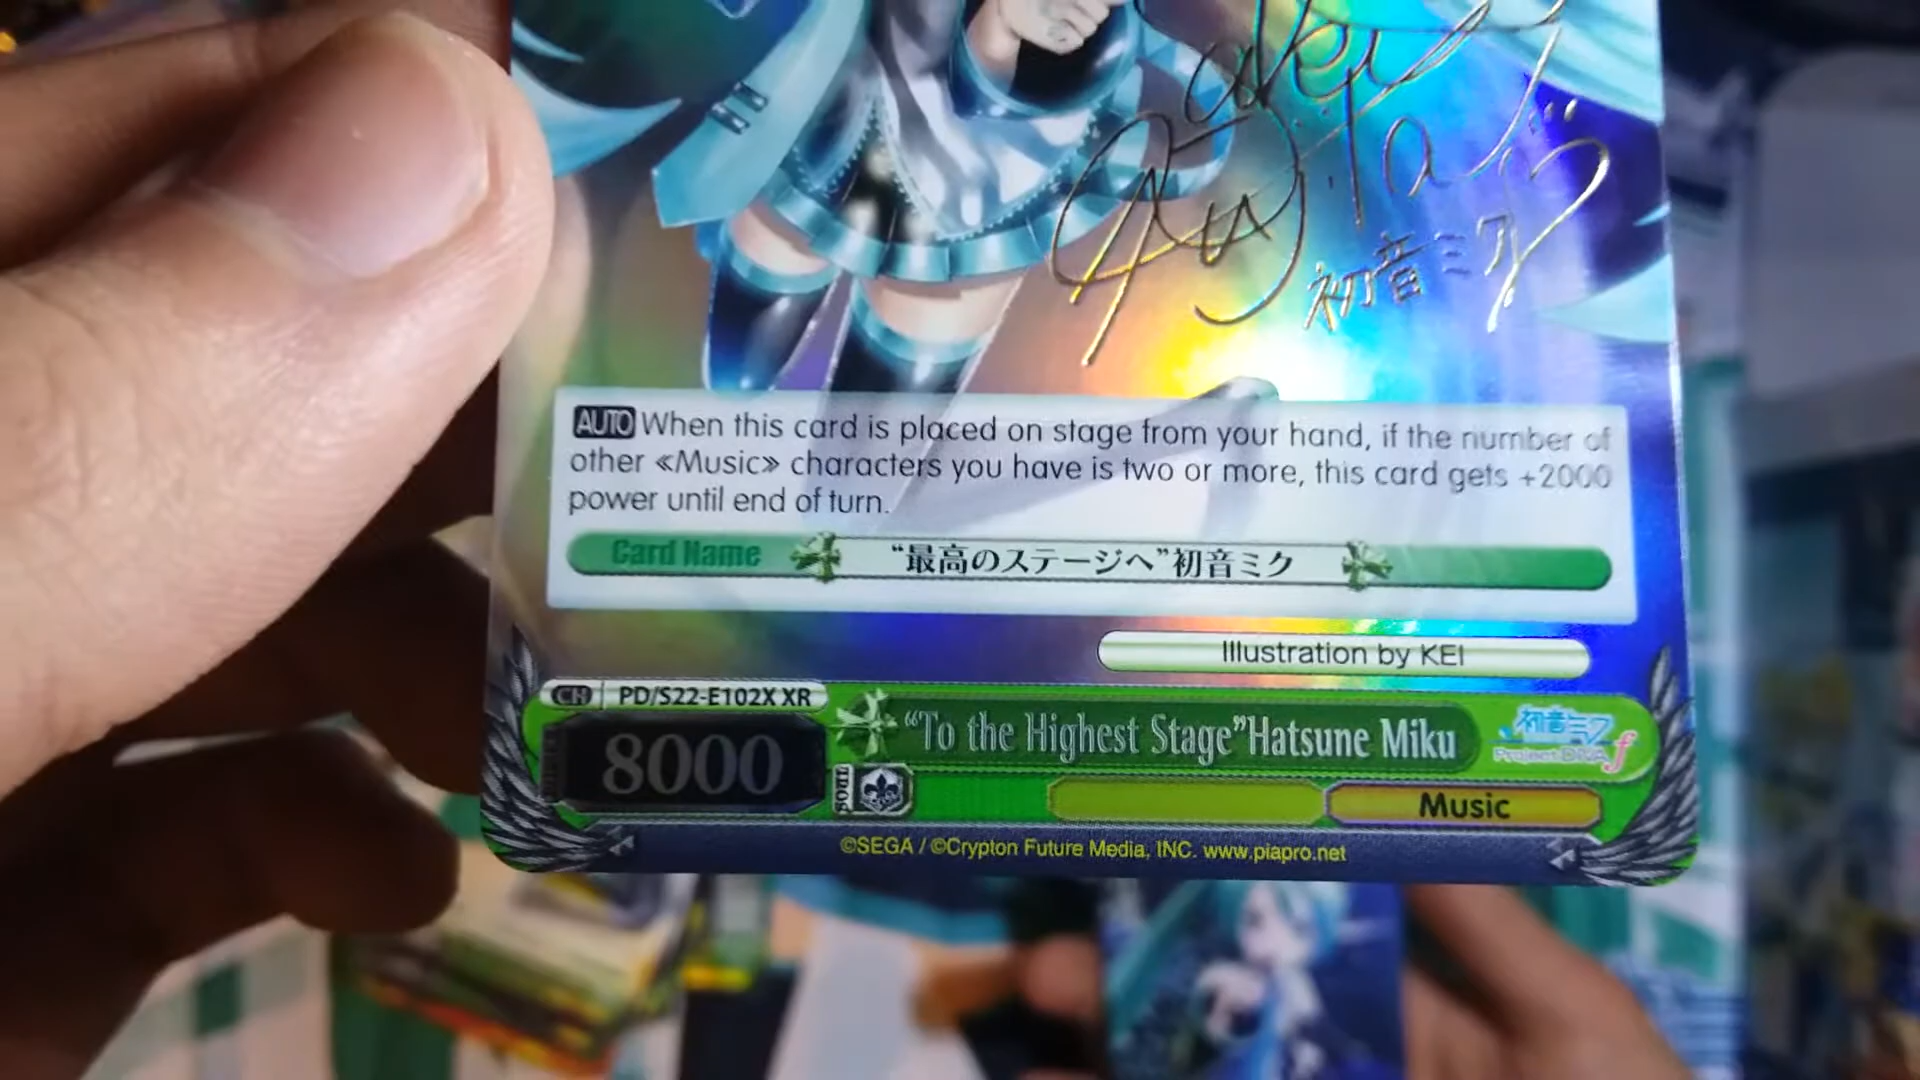 初音ミク
AUTO When this card is placed on stage from your hand, if the number of
other «Music» characters you have is two or more, this card gets +2000
power until end of turn.
Card Name "最高のステージへ"初音ミク
Illustration by KEI
CH PD/S22-E102X XR
8000 "To the Highest Stage"Hatsune Miku 初音ミク Project DIVA f
SOUL Music
©SEGA / ©Crypton Future Media, INC. www.piapro.net